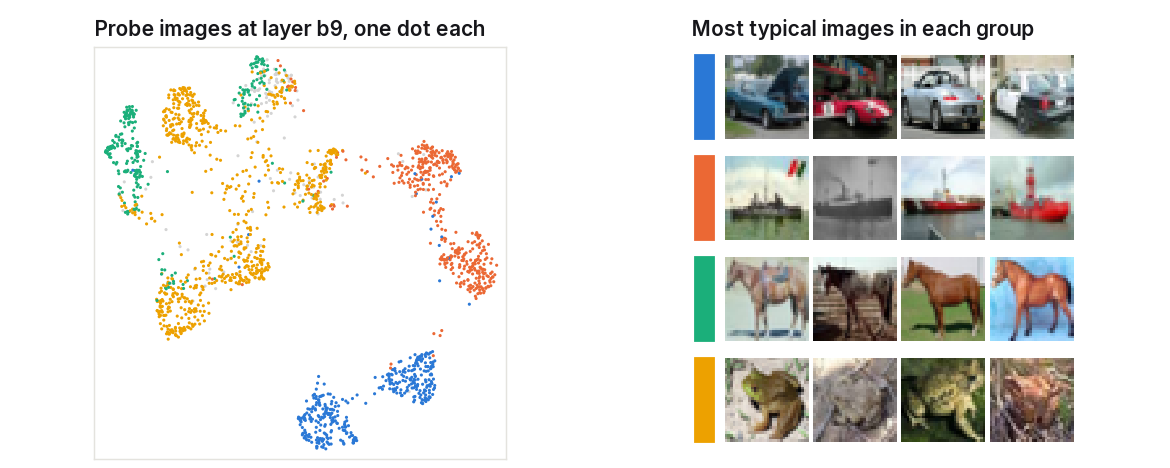 Probe images at layer b9, one dot each
Most typical images in each group